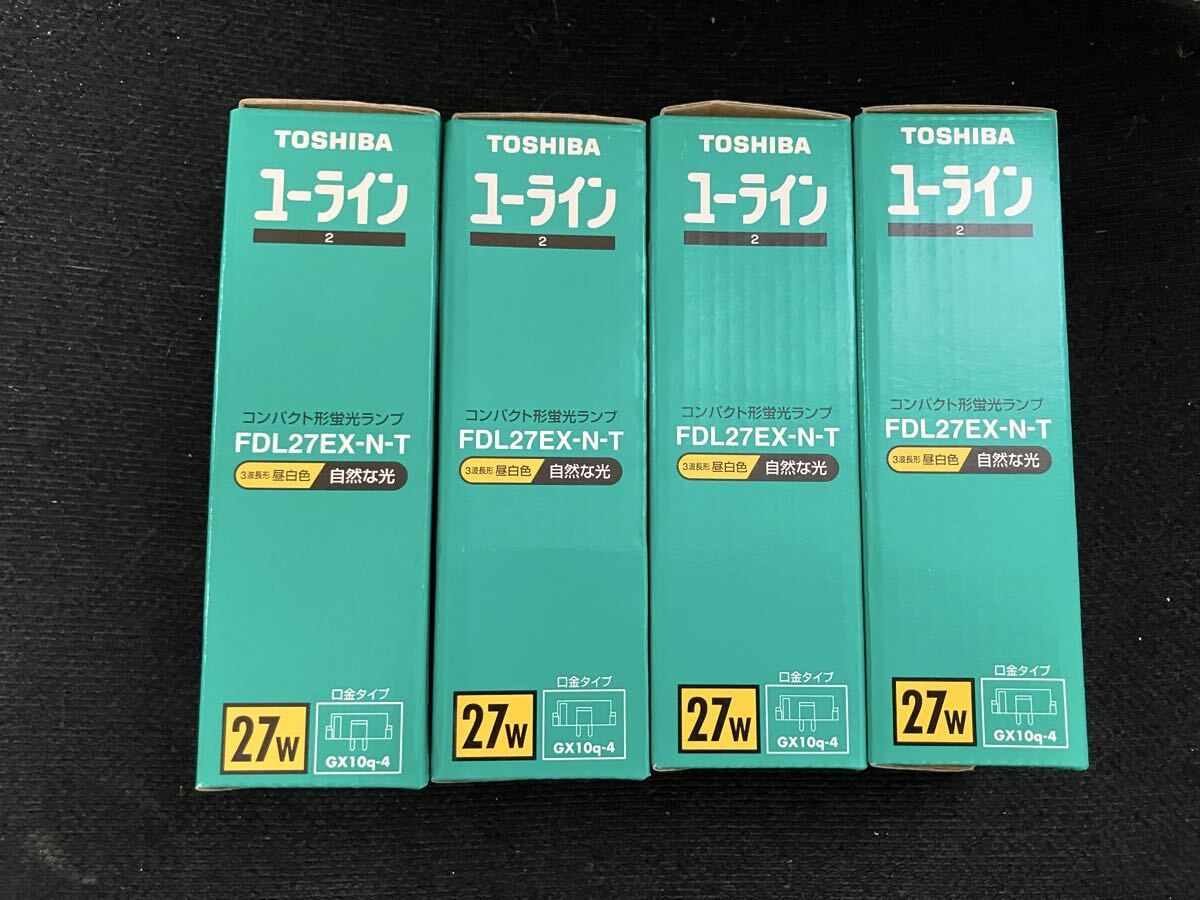 TOSHIBA
ユーライン
2
コンパクト形蛍光ランプ
FDL27EX-N-T
3波長形 昼白色 自然な光
27W
口金タイプ
GX10q-4
TOSHIBA
ユーライン
2
コンパクト形蛍光ランプ
FDL27EX-N-T
3波長形 昼白色 自然な光
27W
口金タイプ
GX10q-4
TOSHIBA
ユーライン
2
コンパクト形蛍光ランプ
FDL27EX-N-T
3波長形 昼白色 自然な光
27W
口金タイプ
GX10q-4
TOSHIBA
ユーライン
2
コンパクト形蛍光ランプ
FDL27EX-N-T
3波長形 昼白色 自然な光
27W
口金タイプ
GX10q-4